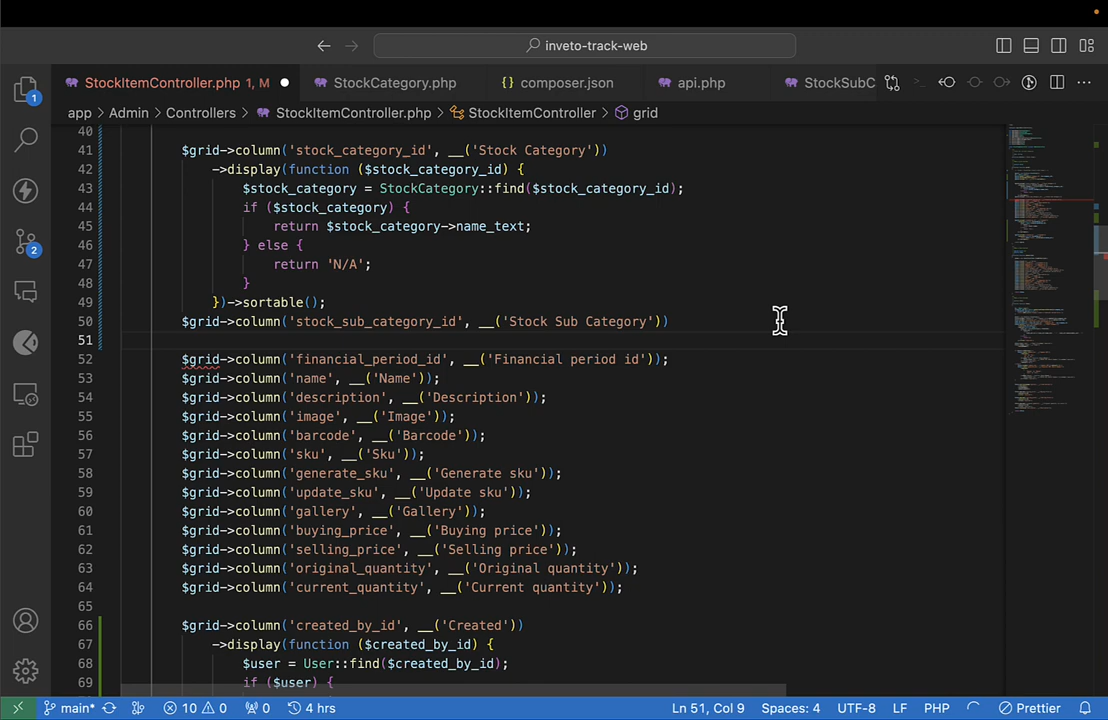 inveto-track-web
StockItemController.php 1, M
StockCategory.php
composer.json
api.php
StockSubC
app > Admin > Controllers > StockItemController.php > StockItemController > grid
40
41 $grid->column('stock_category_id', __('Stock Category'))
42 ->display(function ($stock_category_id) {
43 $stock_category = StockCategory::find($stock_category_id);
44 if ($stock_category) {
45 return $stock_category->name_text;
46 } else {
47 return 'N/A';
48 }
49 })->sortable();
50 $grid->column('stock_sub_category_id', __('Stock Sub Category'))
51
52 $grid->column('financial_period_id', __('Financial period id'));
53 $grid->column('name', __('Name'));
54 $grid->column('description', __('Description'));
55 $grid->column('image', __('Image'));
56 $grid->column('barcode', __('Barcode'));
57 $grid->column('sku', __('Sku'));
58 $grid->column('generate_sku', __('Generate sku'));
59 $grid->column('update_sku', __('Update sku'));
60 $grid->column('gallery', __('Gallery'));
61 $grid->column('buying_price', __('Buying price'));
62 $grid->column('selling_price', __('Selling price'));
63 $grid->column('original_quantity', __('Original quantity'));
64 $grid->column('current_quantity', __('Current quantity'));
65
66 $grid->column('created_by_id', __('Created'))
67 ->display(function ($created_by_id) {
68 $user = User::find($created_by_id);
69 if ($user) {
1
2
main* 10 0 0 4 hrs Ln 51, Col 9 Spaces: 4 UTF-8 LF PHP Prettier